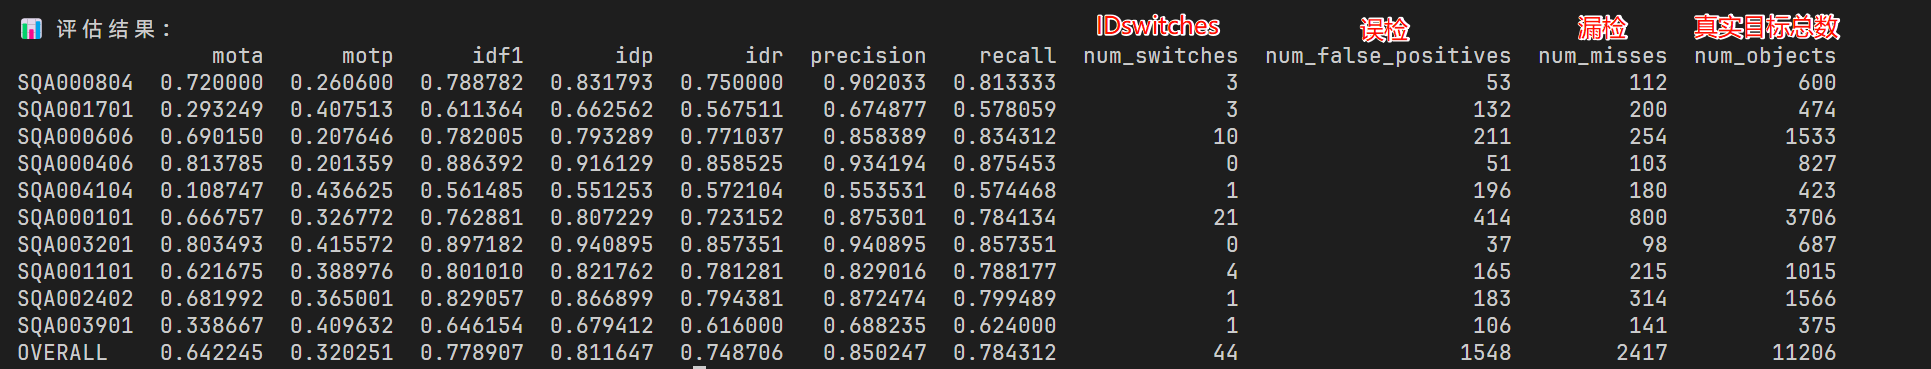 📊 评估结果:
IDswitches 误检 漏检 真实目标总数
mota motp idf1 idp idr precision recall num_switches num_false_positives num_misses num_objects
SQA000804 0.720000 0.260600 0.788782 0.831793 0.750000 0.902033 0.813333 3 53 112 600
SQA001701 0.293249 0.407513 0.611364 0.662562 0.567511 0.674877 0.578059 3 132 200 474
SQA000606 0.690150 0.207646 0.782005 0.793289 0.771037 0.858389 0.834312 10 211 254 1533
SQA000406 0.813785 0.201359 0.886392 0.916129 0.858525 0.934194 0.875453 0 51 103 827
SQA004104 0.108747 0.436625 0.561485 0.551253 0.572104 0.553531 0.574468 1 196 180 423
SQA000101 0.666757 0.326772 0.762881 0.807229 0.723152 0.875301 0.784134 21 414 800 3706
SQA003201 0.803493 0.415572 0.897182 0.940895 0.857351 0.940895 0.857351 0 37 98 687
SQA001101 0.621675 0.388976 0.801010 0.821762 0.781281 0.829016 0.788177 4 165 215 1015
SQA002402 0.681992 0.365001 0.829057 0.866899 0.794381 0.872474 0.799489 1 183 314 1566
SQA003901 0.338667 0.409632 0.646154 0.679412 0.616000 0.688235 0.624000 1 106 141 375
OVERALL 0.642245 0.320251 0.778907 0.811647 0.748706 0.850247 0.784312 44 1548 2417 11206